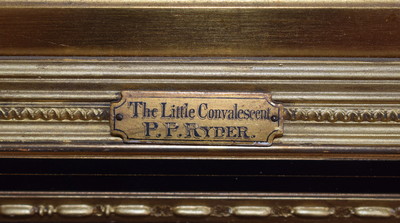 The Little Convalescent
P. F. RYDER.